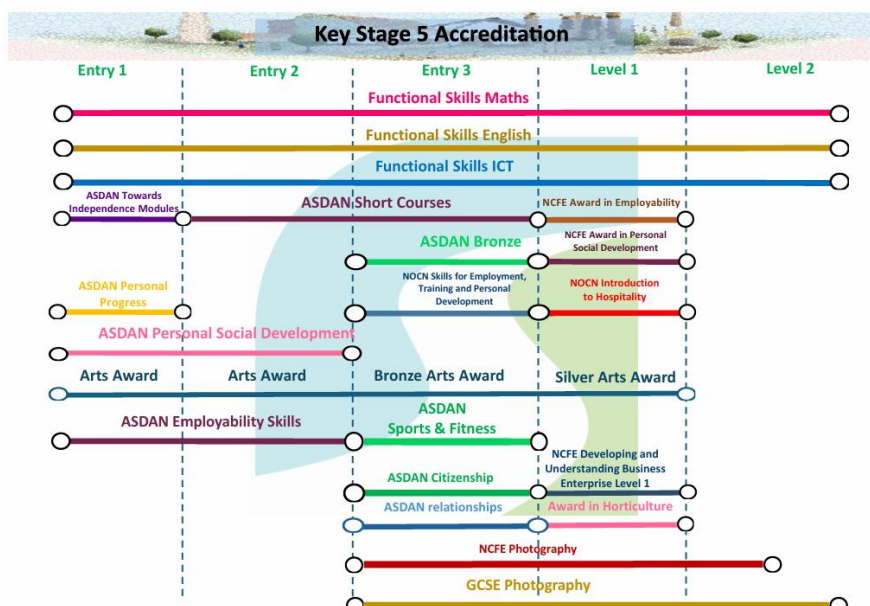 Key Stage 5 Accreditation
Entry 1
Entry 2
Entry 3
Level 1
Level 2
Functional Skills Maths
Functional Skills English
Functional Skills ICT
ASDAN Towards
Independence Modules
ASDAN Short Courses
NCFE Award in Employability
ASDAN Bronze
NCFE Award in Personal
Social Development
ASDAN Personal
Progress
NOCN Skills for Employment,
Training and Personal
Development
NOCN Introduction
to Hospitality
ASDAN Personal Social Development
Arts Award
Arts Award
Bronze Arts Award
Silver Arts Award
ASDAN Employability Skills
ASDAN
Sports & Fitness
ASDAN Citizenship
NCFE Developing and
Understanding Business
Enterprise Level 1
ASDAN relationships
Award in Horticulture
NCFE Photography
GCSE Photography